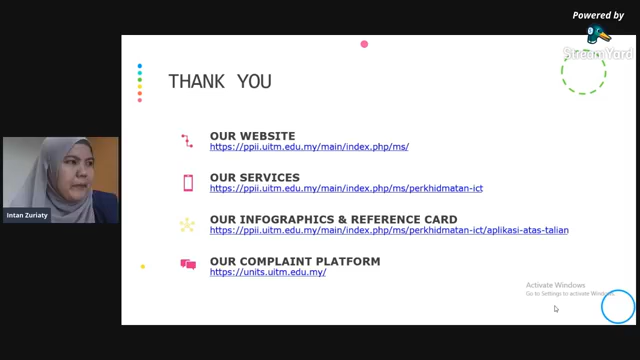 Powered by
StreamYard
THANK YOU
OUR WEBSITE
https://ppii.uitm.edu.my/main/index.php/ms/
OUR SERVICES
https://ppii.uitm.edu.my/main/index.php/ms/perkhidmatan-ict
OUR INFOGRAPHICS & REFERENCE CARD
https://ppii.uitm.edu.my/main/index.php/ms/perkhidmatan-ict/aplikasi-atas-talian
OUR COMPLAINT PLATFORM
https://units.uitm.edu.my/
Intan Zuriaty
Activate Windows
Go to Settings to activate Windows.